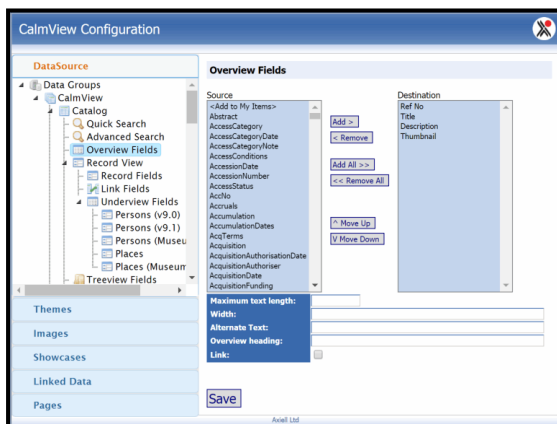 CalmView Configuration
DataSource
Data Groups
CalmView
Catalog
Quick Search
Advanced Search
Overview Fields
Record View
Record Fields
Link Fields
Underview Fields
Persons (v9.0)
Persons (v9.1)
Persons (Museu
Places
Places (Museum
Treeview Fields
Themes
Images
Showcases
Linked Data
Pages
Overview Fields
Source
<Add to My Items>
Abstract
AccessCategory
AccessCategoryDate
AccessCategoryNote
AccessConditions
AccessionDate
AccessionNumber
AccessStatus
AccNo
Accruals
Accumulation
AccumulationDates
AcqTerms
Acquisition
AcquisitionAuthorisationDate
AcquisitionAuthoriser
AcquisitionDate
AcquisitionFunding
Add >
< Remove
Add All >>
<< Remove All
^ Move Up
V Move Down
Destination
Ref No
Title
Description
Thumbnail
Maximum text length:
Width:
Alternate Text:
Overview heading:
Link:
Save
Axiell Ltd